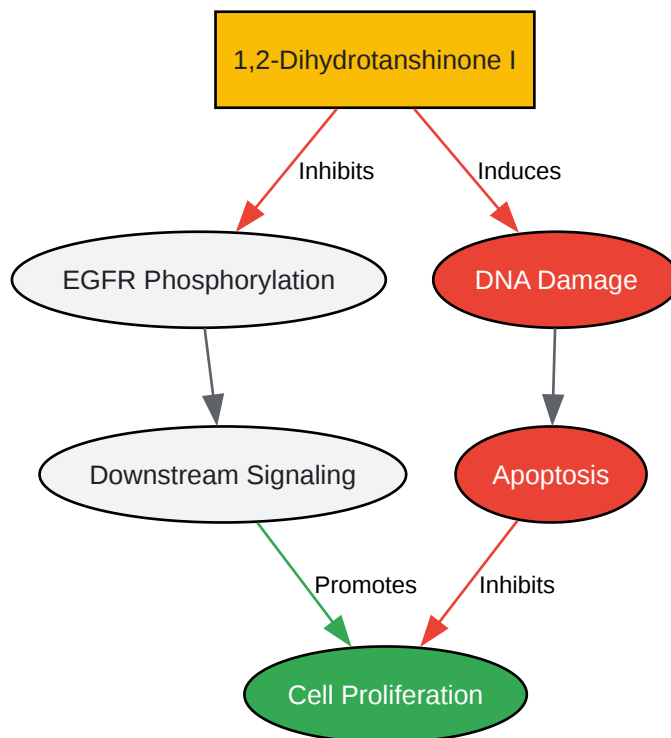 1,2-Dihydrotanshinone I
Inhibits
Induces
EGFR Phosphorylation
DNA Damage
Downstream Signaling
Apoptosis
Promotes
Inhibits
Cell Proliferation